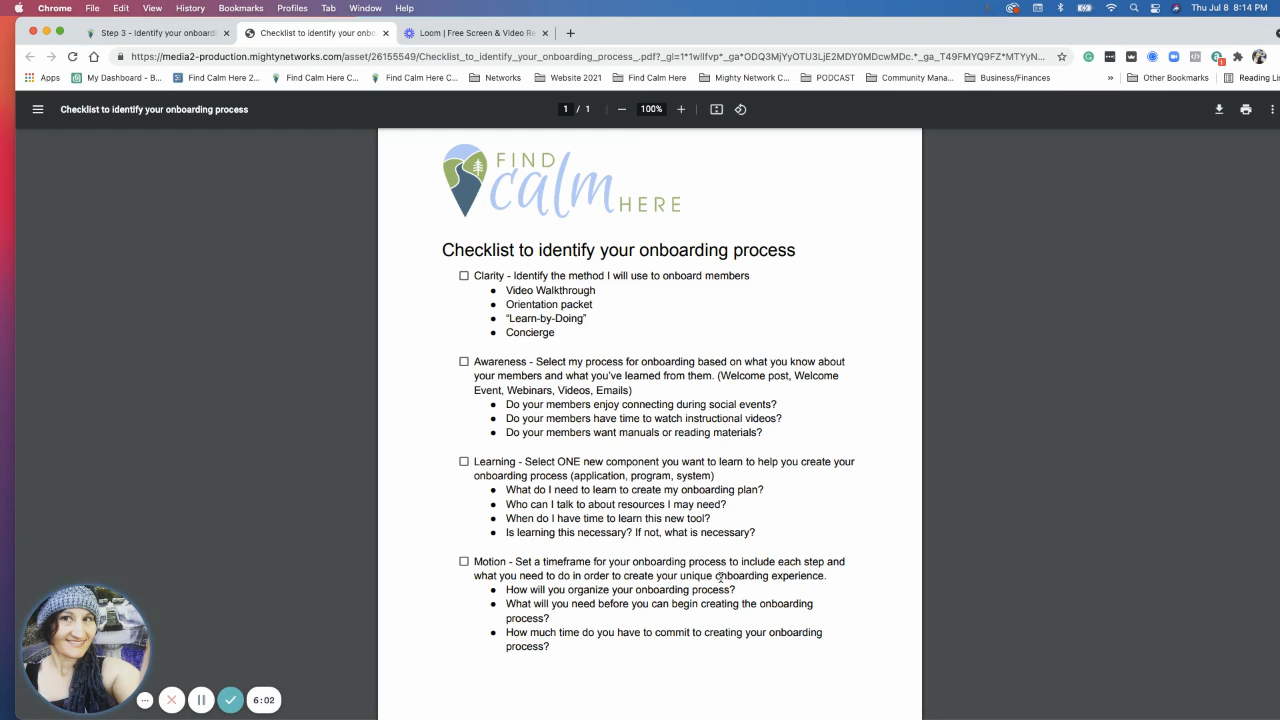 Chrome File Edit View History Bookmarks Profiles Tab Window Help Thu Jul 8 8:14 PM
Step 3 - Identify your onboardi Checklist to identify your onbo Loom | Free Screen & Video Re
https://media2-production.mightynetworks.com/asset/26155549/Checklist_to_identify_your_onboarding_process_.pdf?_gl=1*
Apps My Dashboard - B... Find Calm Here 2... Find Calm Here C... Find Calm Here C... Networks Website 2021 Find Calm Here Mighty Network C... PODCAST Community Mana... Business/Finances » Other Bookmarks Reading Lis
Checklist to identify your onboarding process 1 / 1 100%
FIND
calm
HERE
Checklist to identify your onboarding process
Clarity - Identify the method I will use to onboard members
Video Walkthrough
Orientation packet
“Learn-by-Doing”
Concierge
Awareness - Select my process for onboarding based on what you know about
your members and what you’ve learned from them. (Welcome post, Welcome
Event, Webinars, Videos, Emails)
Do your members enjoy connecting during social events?
Do your members have time to watch instructional videos?
Do your members want manuals or reading materials?
Learning - Select ONE new component you want to learn to help you create your
onboarding process (application, program, system)
What do I need to learn to create my onboarding plan?
Who can I talk to about resources I may need?
When do I have time to learn this new tool?
Is learning this necessary? If not, what is necessary?
Motion - Set a timeframe for your onboarding process to include each step and
what you need to do in order to create your unique onboarding experience.
How will you organize your onboarding process?
What will you need before you can begin creating the onboarding
process?
How much time do you have to commit to creating your onboarding
process?
6:02